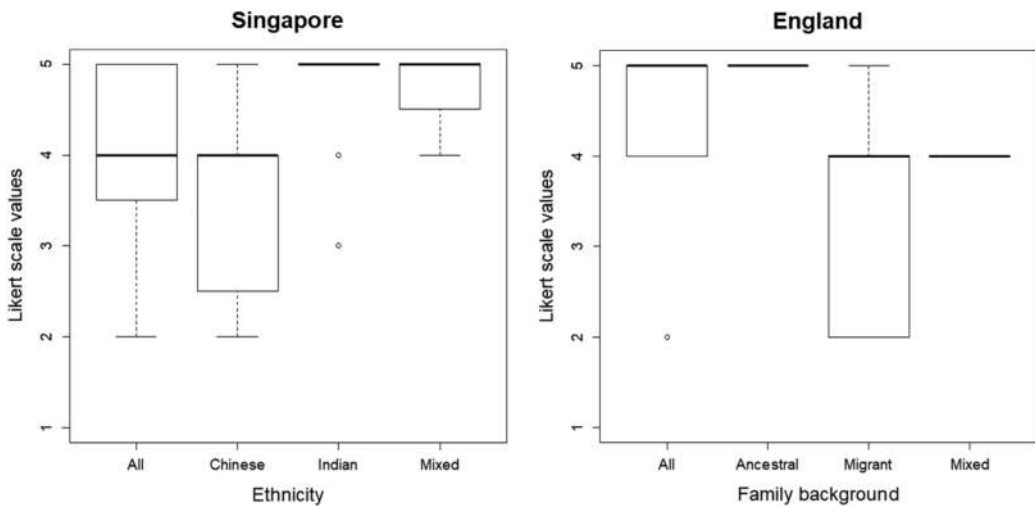 Singapore
Likert scale values
5
4
3
2
1
All Chinese Indian Mixed
Ethnicity
England
Likert scale values
5
4
3
2
1
All Ancestral Migrant Mixed
Family background